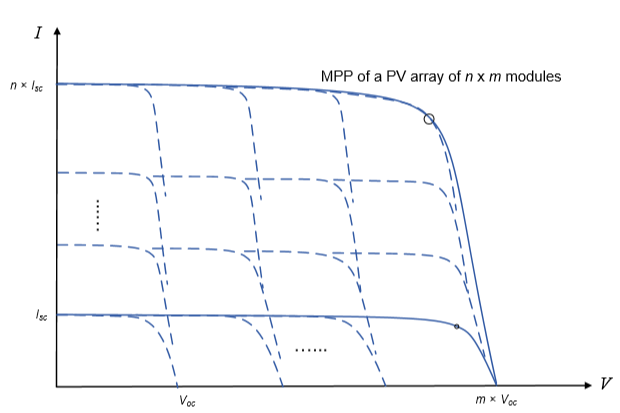 I
MPP of a PV array of n x m modules
n × Isc
......
Isc
......
Voc
m × Voc
V